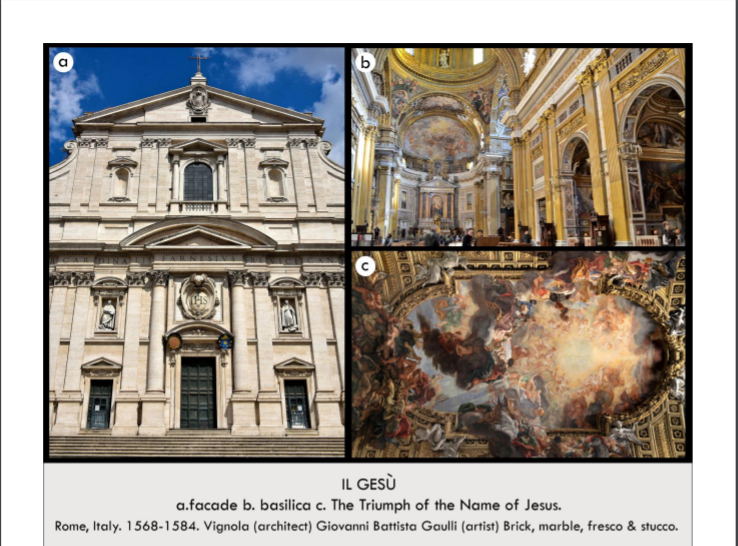 a
b
c
IHS
IL GESÙ
a.facade b. basilica c. The Triumph of the Name of Jesus.
Rome, Italy. 1568-1584. Vignola (architect) Giovanni Battista Gaulli (artist) Brick, marble, fresco & stucco.